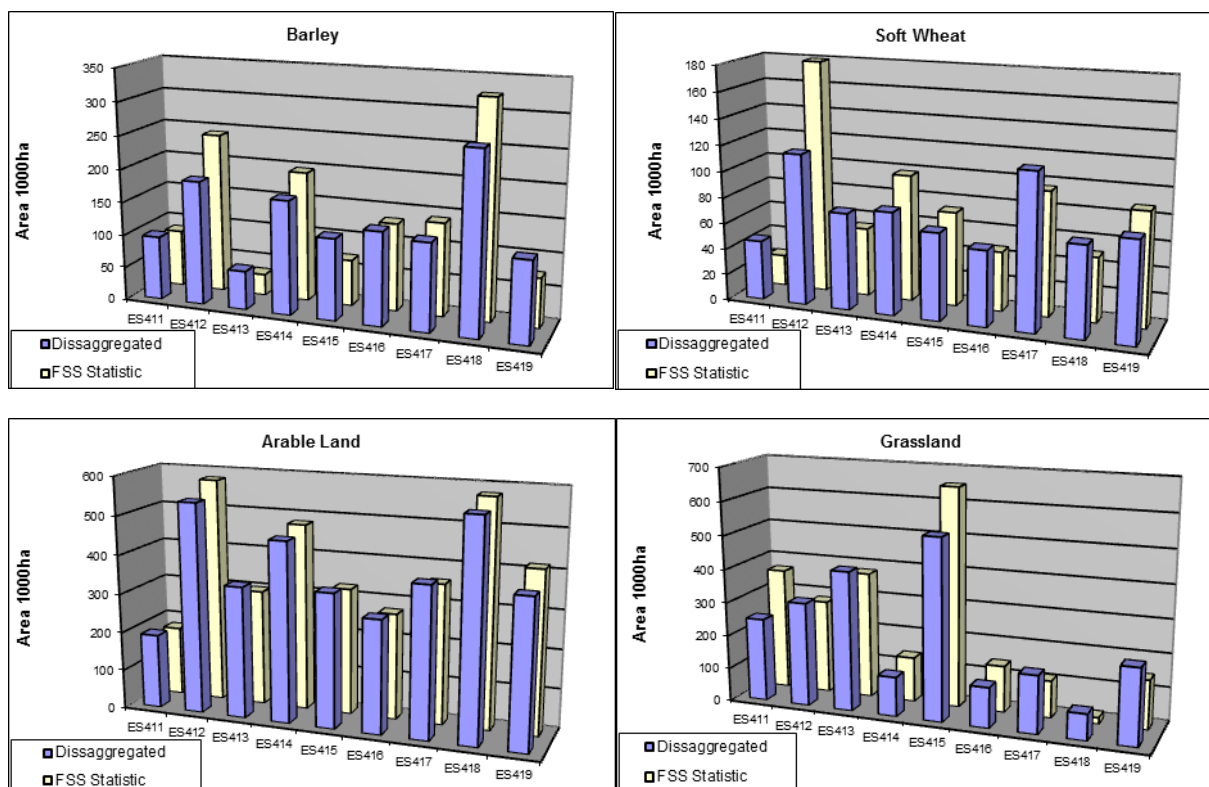 Barley
Area 1000ha
350
300
250
200
150
100
50
0
ES411
ES412
ES413
ES414
ES415
ES416
ES417
ES418
ES419
Dissaggregated
FSS Statistic
Soft Wheat
Area 1000ha
180
160
140
120
100
80
60
40
20
0
ES411
ES412
ES413
ES414
ES415
ES416
ES417
ES418
ES419
Dissaggregated
FSS Statistic
Arable Land
Area 1000ha
600
500
400
300
200
100
0
ES411
ES412
ES413
ES414
ES415
ES416
ES417
ES418
ES419
Dissaggregated
FSS Statistic
Grassland
Area 1000ha
700
600
500
400
300
200
100
0
ES411
ES412
ES413
ES414
ES415
ES416
ES417
ES418
ES419
Dissaggregated
FSS Statistic